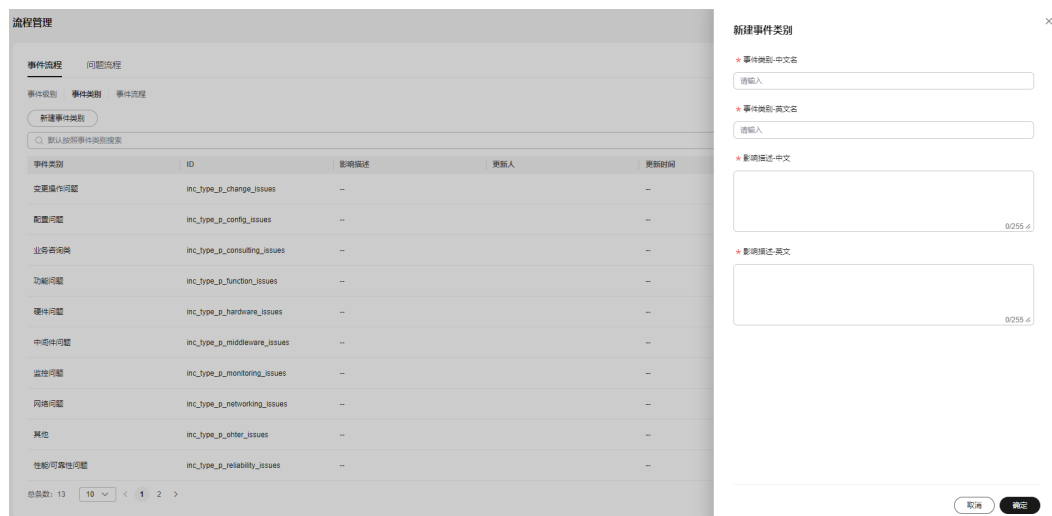 流程管理
事件流程 问题流程
事件级别 事件类别 事件流程
新建事件类别
默认按照事件类别搜索
事件类别 ID 影响描述 更新人 更新时间
变更操作问题 inc_type_p_change_issues -- --
配置问题 inc_type_p_config_issues -- --
业务咨询类 inc_type_p_consulting_issues -- --
功能问题 inc_type_p_function_issues -- --
硬件问题 inc_type_p_hardware_issues -- --
中间件问题 inc_type_p_middleware_issues -- --
监控问题 inc_type_p_monitoring_issues -- --
网络问题 inc_type_p_networking_issues -- --
其他 inc_type_p_ohter_issues -- --
性能/可靠性问题 inc_type_p_reliability_issues -- --
总条数: 13 10 < 1 2 >
新建事件类别
* 事件类别-中文名
请输入
* 事件类别-英文名
请输入
* 影响描述-中文
0/255
* 影响描述-英文
0/255
取消 确定